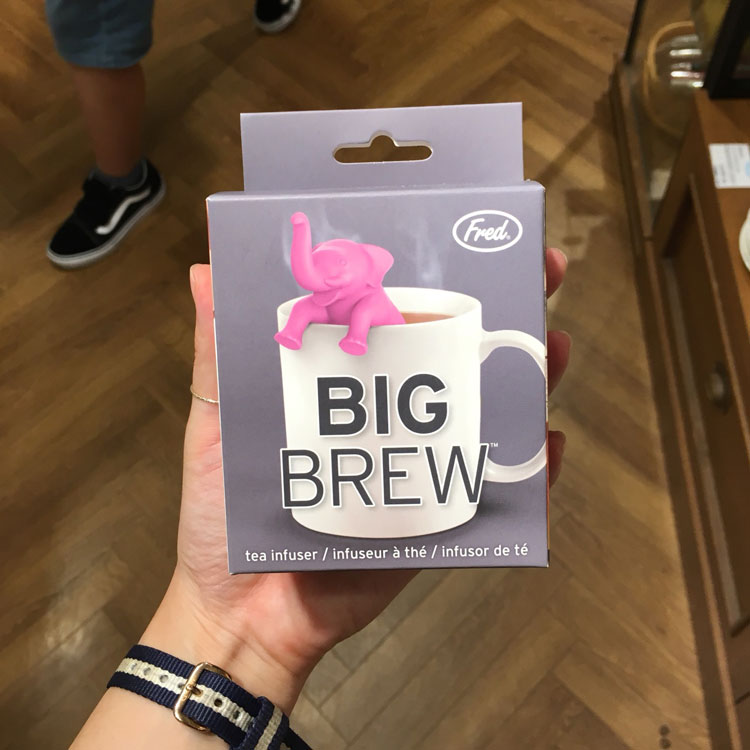 Fred®
BIG
BREW™
tea infuser / infuseur à thé / infusor de té